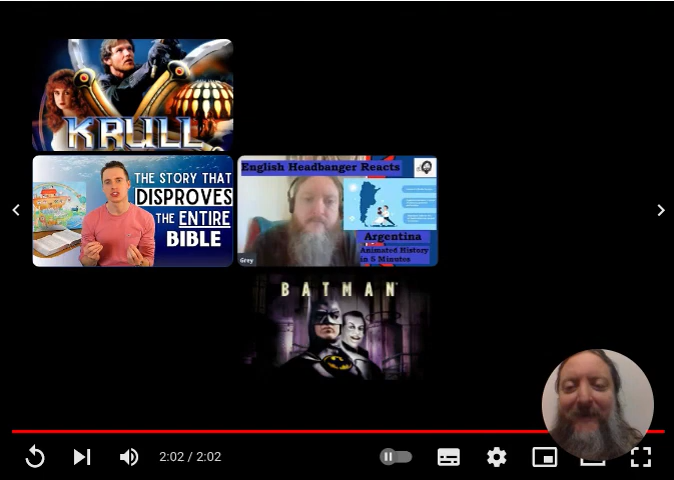 KRULL
THE STORY THAT
DISPROVES
THE ENTIRE
BIBLE
English Headbanger Reacts
Argentina
Animated History
in 5 Minutes
Grey
BATMAN
2:02 / 2:02